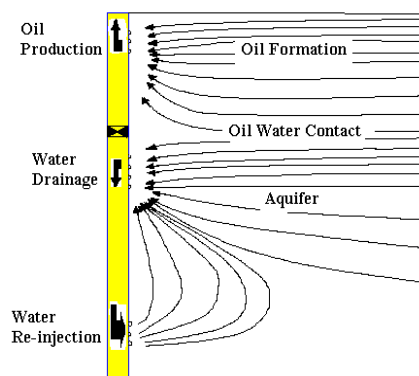 Oil
Production
Oil Formation
Oil Water Contact
Water
Drainage
Aquifer
Water
Re-injection